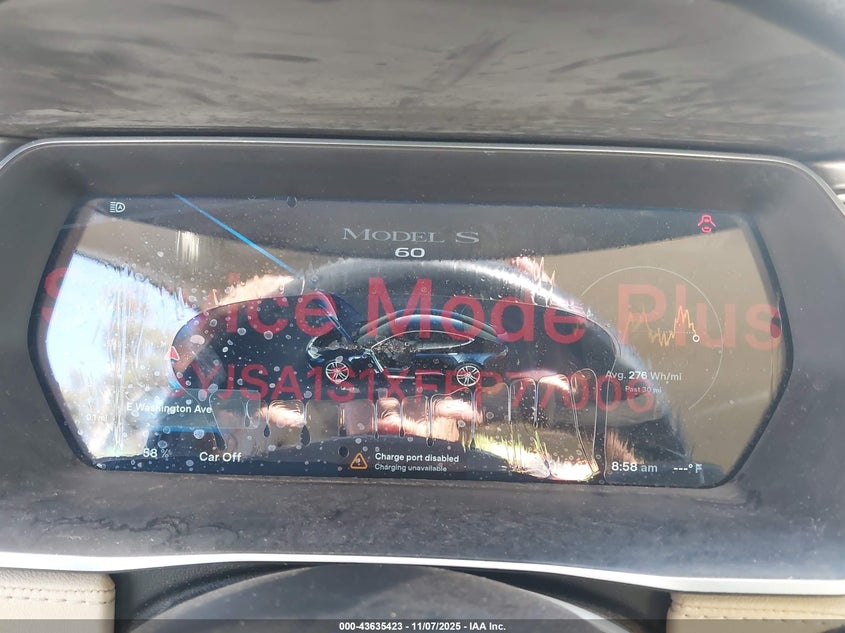 MODEL S
60
Service Mode Plus
Avg. 276 Wh/mi
Past 30 mi
E Washington Ave
Charge port disabled
Charging unavailable
Car Off
8:58 am
---°F
000-43635423 - 11/07/2025 - IAA Inc.